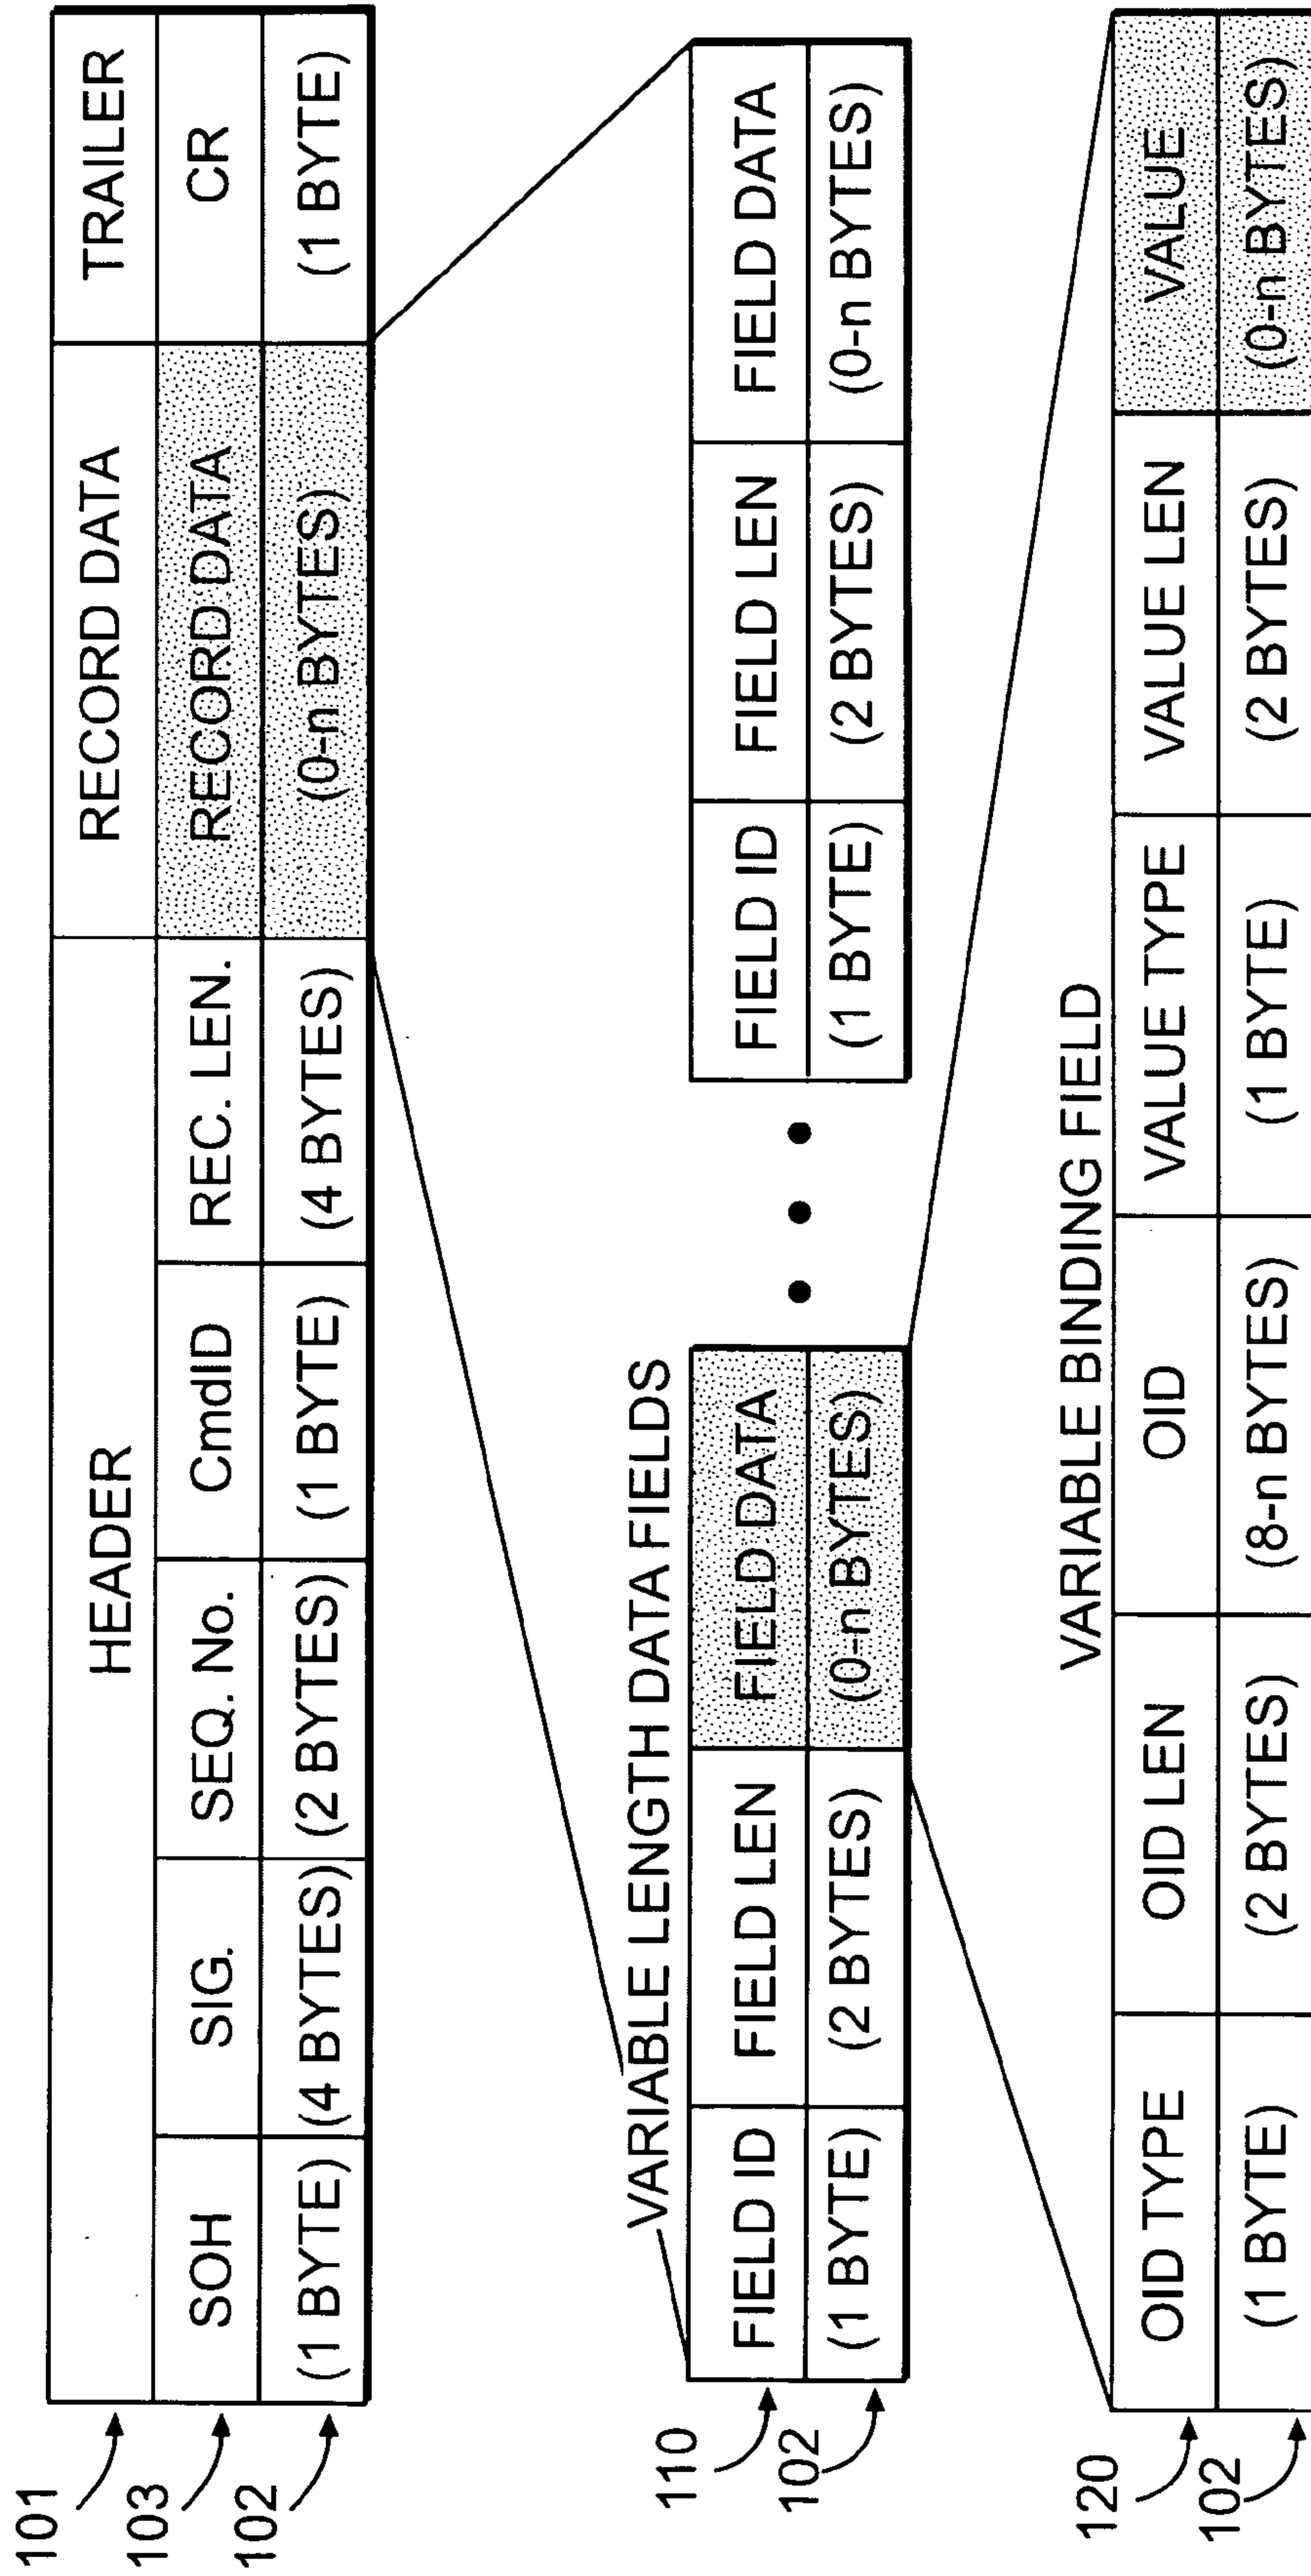 101 HEADER RECORD DATA TRAILER
103 SOH SIG. SEQ. No. CmdID REC. LEN. RECORD DATA CR
102 (1 BYTE) (4 BYTES) (2 BYTES) (1 BYTE) (4 BYTES) (0-n BYTES) (1 BYTE)
VARIABLE LENGTH DATA FIELDS
110 FIELD ID FIELD LEN FIELD DATA FIELD ID FIELD LEN FIELD DATA
102 (1 BYTE) (2 BYTES) (0-n BYTES) (1 BYTE) (2 BYTES) (0-n BYTES)
VARIABLE BINDING FIELD
120 OID TYPE OID LEN OID VALUE TYPE VALUE LEN VALUE
102 (1 BYTE) (2 BYTES) (8-n BYTES) (1 BYTE) (2 BYTES) (0-n BYTES)